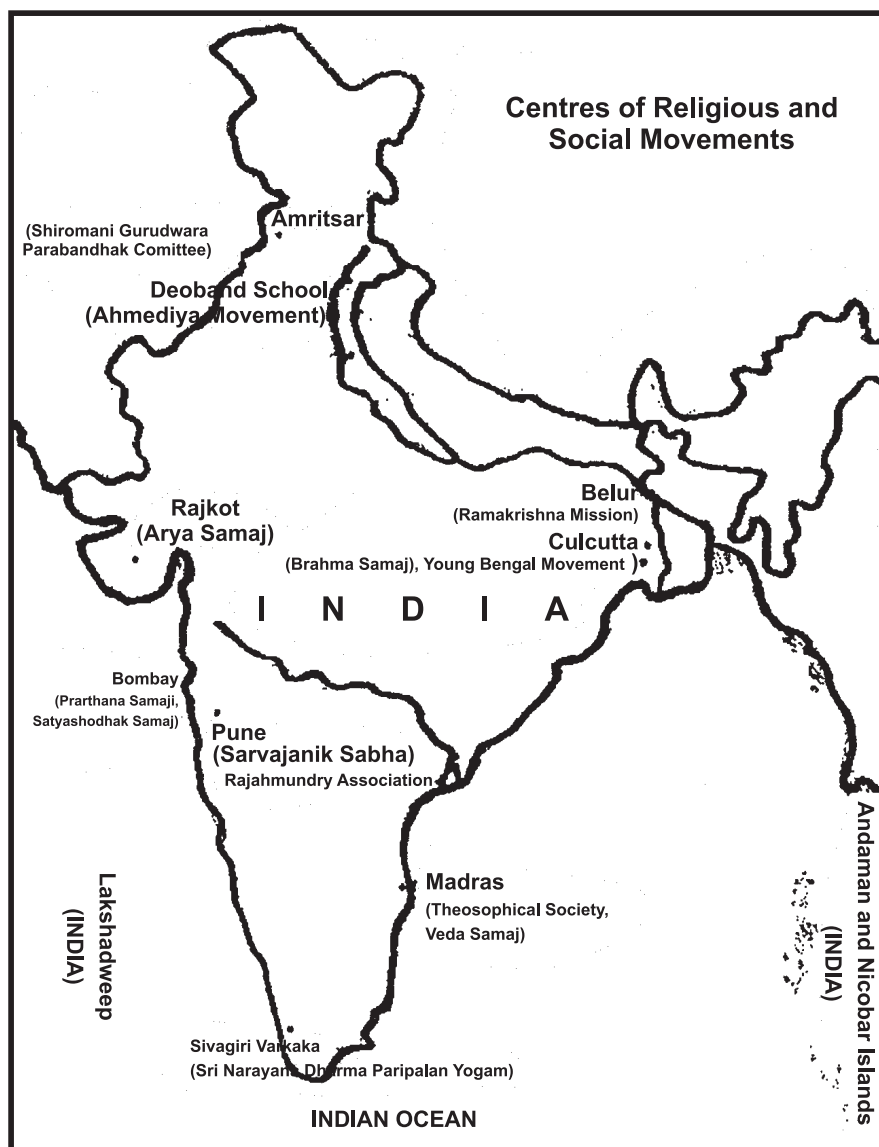 Centres of Religious and
Social Movements
Amritsar
(Shiromani Gurudwara
Parabandhak Comittee)
Deoband School
(Ahmediya Movement)
Rajkot
(Arya Samaj)
Belur
(Ramakrishna Mission)
Culcutta
(Brahma Samaj), Young Bengal Movement )
I N D I A
Bombay
(Prarthana Samaji,
Satyashodhak Samaj)
Pune
(Sarvajanik Sabha)
Rajahmundry Association
Madras
(Theosophical Society,
Veda Samaj)
Lakshadweep
(INDIA)
Andaman and Nicobar Islands
(INDIA)
Sivagiri Varkaka
(Sri Narayana Dharma Paripalan Yogam)
INDIAN OCEAN